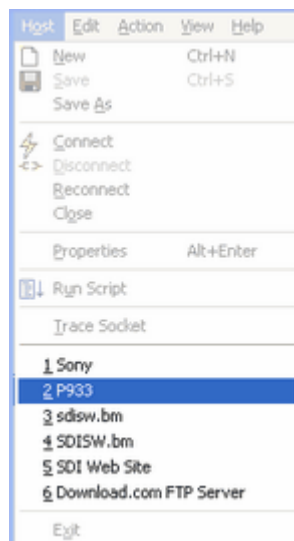 Host Edit Action View Help
New Ctrl+N
Save Ctrl+S
Save As
Connect
Disconnect
Reconnect
Close
Properties Alt+Enter
Run Script
Trace Socket
1 Sony
2 P933
3 sdisw.bm
4 SDISW.bm
5 SDI Web Site
6 Download.com FTP Server
Exit